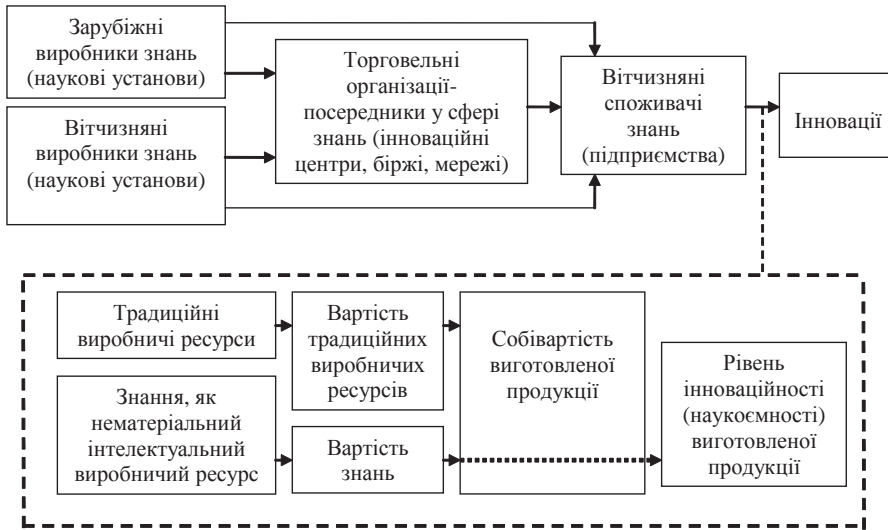 Зарубіжні
виробники знань
(наукові установи)
Вітчизняні
виробники знань
(наукові установи)
Торговельні
організації-
посередники у сфері
знань (інноваційні
центри, біржі, мережі)
Вітчизняні
споживачі
знань
(підприємства)
Інновації
Традиційні
виробничі ресурси
Знання, як
нематеріальний
інтелектуальний
виробничий ресурс
Вартість
традиційних
виробничих
ресурсів
Вартість
знань
Собівартість
виготовленої
продукції
Рівень
інноваційності
(наукоємності)
виготовленої
продукції